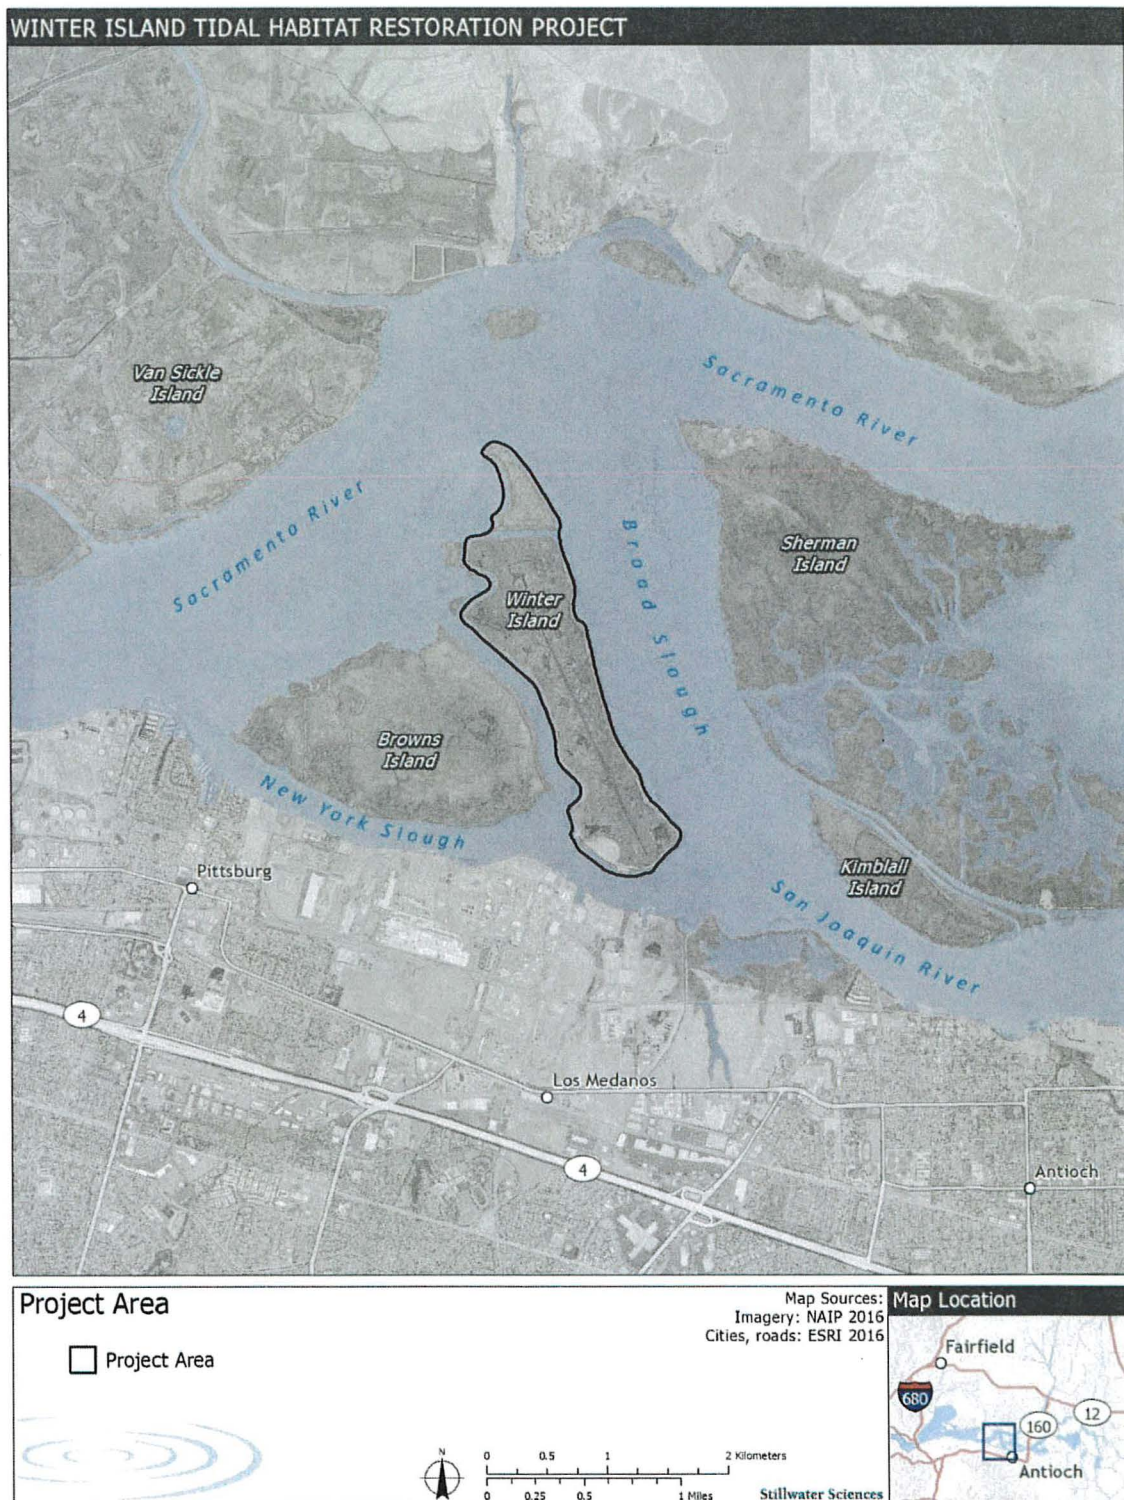 WINTER ISLAND TIDAL HABITAT RESTORATION PROJECT
Van Sickle
Island
Sacramento River
Sacramento River
Broad Slough
Sherman
Island
Winter
Island
Browns
Island
New York Slough
Kimblall
Island
San Joaquin River
Pittsburg
4
Los Medanos
4
Antioch
Project Area
Project Area
Map Sources:
Imagery: NAIP 2016
Cities, roads: ESRI 2016
N
0 0.5 1 2 Kilometers
0 0.25 0.5 1 Miles
Stillwater Sciences
Map Location
Fairfield
680
160
12
Antioch